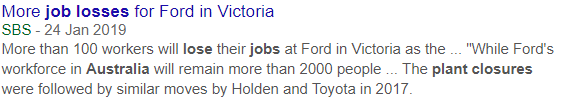 More job losses for Ford in Victoria
SBS - 24 Jan 2019
More than 100 workers will lose their jobs at Ford in Victoria as the ... "While Ford's
workforce in Australia will remain more than 2000 people ... The plant closures
were followed by similar moves by Holden and Toyota in 2017.